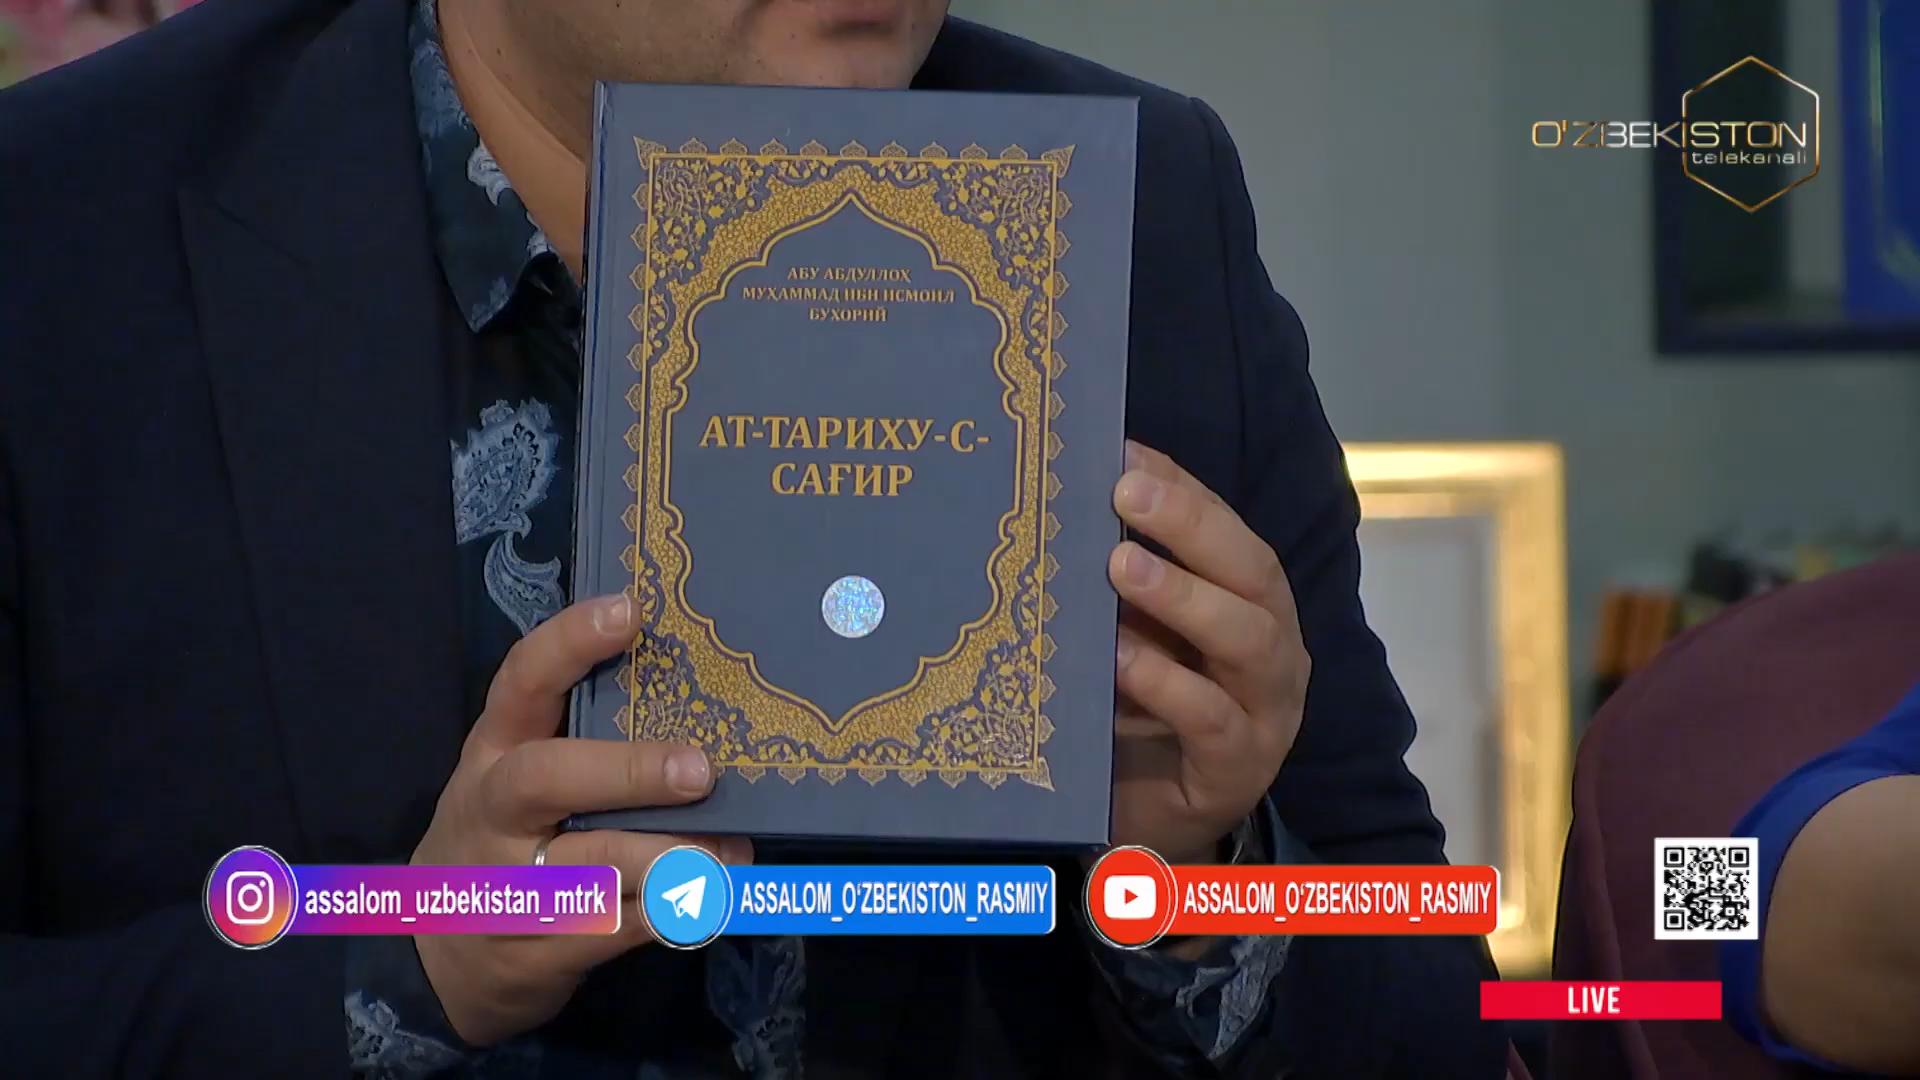 O'ZBEKISTON
telekanali
АБУ АБДУЛЛОҲ
МУҲАММАД ИБН ИСМОИЛ
БУХОРИЙ
АТ-ТАРИХУ-С-
САҒИР
assalom_uzbekistan_mtrk
ASSALOM_O‘ZBEKISTON_RASMIY
ASSALOM_O‘ZBEKISTON_RASMIY
LIVE